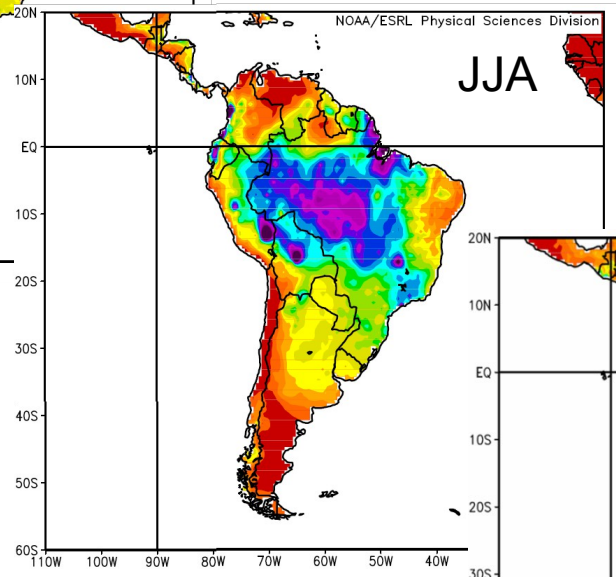 20N
NOAA/ESRL Physical Sciences Division
JJA
10N
EQ
10S
20S
30S
40S
50S
60S
110W 100W 90W 80W 70W 60W 50W 40W
20N
10N
EQ
10S
20S
30S